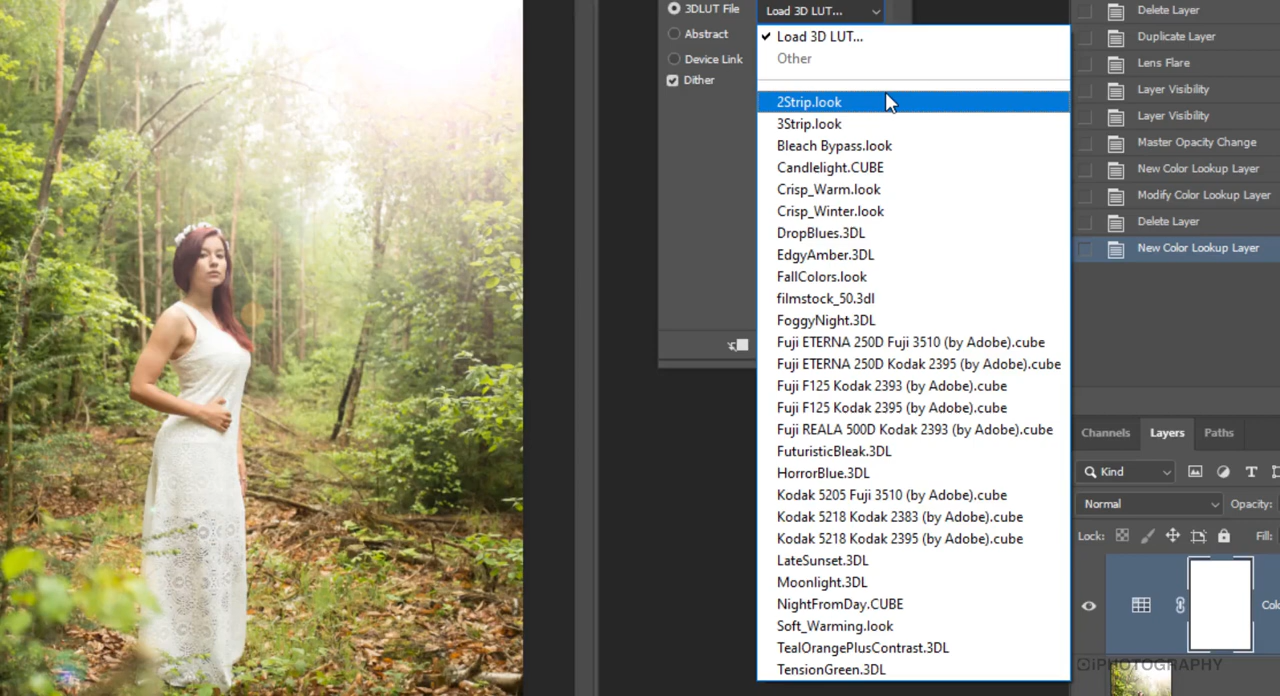 3DLUT File
Load 3D LUT...
Abstract
Device Link
Dither
Load 3D LUT...
Other
2Strip.look
3Strip.look
Bleach Bypass.look
Candlelight.CUBE
Crisp_Warm.look
Crisp_Winter.look
DropBlues.3DL
EdgyAmber.3DL
FallColors.look
filmstock_50.3dl
FoggyNight.3DL
Fuji ETERNA 250D Fuji 3510 (by Adobe).cube
Fuji ETERNA 250D Kodak 2395 (by Adobe).cube
Fuji F125 Kodak 2393 (by Adobe).cube
Fuji F125 Kodak 2395 (by Adobe).cube
Fuji REALA 500D Kodak 2393 (by Adobe).cube
FuturisticBleak.3DL
HorrorBlue.3DL
Kodak 5205 Fuji 3510 (by Adobe).cube
Kodak 5218 Kodak 2383 (by Adobe).cube
Kodak 5218 Kodak 2395 (by Adobe).cube
LateSunset.3DL
Moonlight.3DL
NightFromDay.CUBE
Soft_Warming.look
TealOrangePlusContrast.3DL
TensionGreen.3DL
Delete Layer
Duplicate Layer
Lens Flare
Layer Visibility
Layer Visibility
Master Opacity Change
New Color Lookup Layer
Modify Color Lookup Layer
Delete Layer
New Color Lookup Layer
Channels Layers Paths
Kind
Normal Opacity:
Lock: Fill:
Colo
iPHOTOGRAPHY